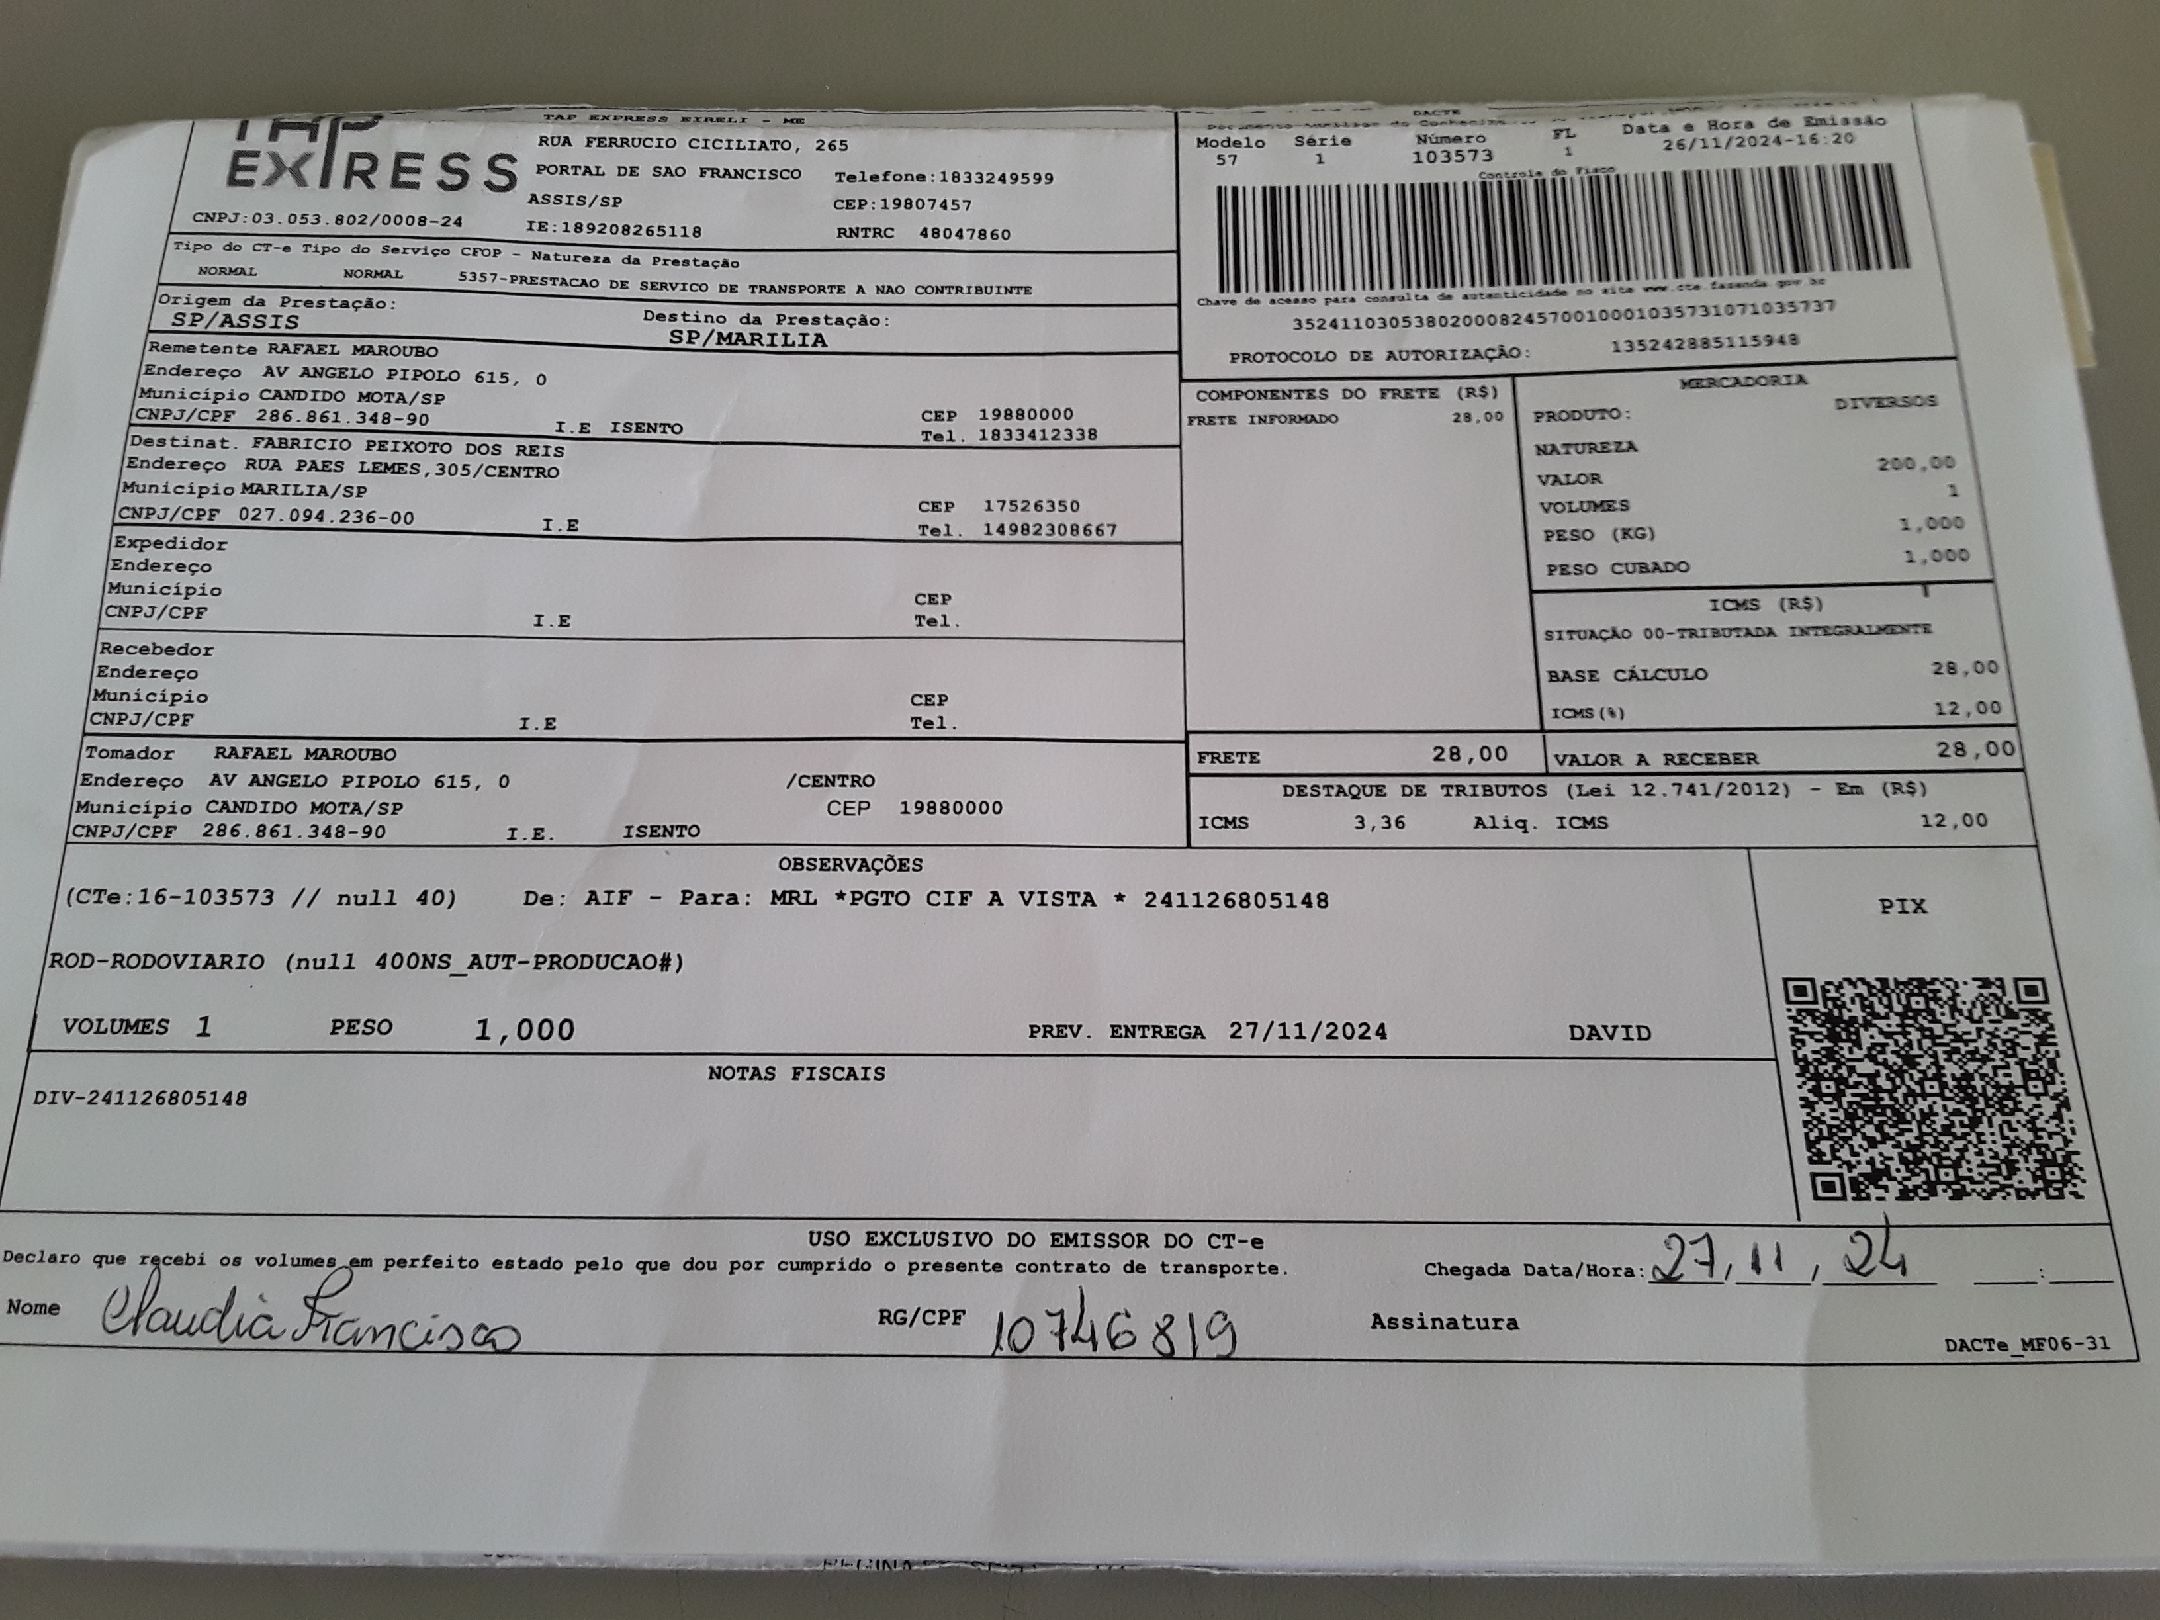 TAP EXPRESS
TAP EXPRESS EIRELI - ME
RUA FERRUCIO CICILIATO, 265
PORTAL DE SAO FRANCISCO Telefone:1833249599
ASSIS/SP CEP:19807457
CNPJ:03.053.802/0008-24 IE:189208265118 RNTRC 48047860
DACTE
Modelo Série Número FL Data e Hora de Emissão
57 1 103573 1 26/11/2024-16:20
Controle do Fisco
Chave de acesso para consulta de autenticidade no site www.cte.fazenda.gov.br
35241103053802000824570010001035731071035737
PROTOCOLO DE AUTORIZAÇÃO: 135242885115948
Tipo do CT-e Tipo do Serviço CFOP - Natureza da Prestação
NORMAL NORMAL 5357-PRESTACAO DE SERVICO DE TRANSPORTE A NAO CONTRIBUINTE
Origem da Prestação: Destino da Prestação:
SP/ASSIS SP/MARILIA
Remetente RAFAEL MAROUBO
Endereço AV ANGELO PIPOLO 615, 0
Município CANDIDO MOTA/SP CEP 19880000
CNPJ/CPF 286.861.348-90 I.E ISENTO Tel. 1833412338
Destinat. FABRICIO PEIXOTO DOS REIS
Endereço RUA PAES LEMES,305/CENTRO
Município MARILIA/SP CEP 17526350
CNPJ/CPF 027.094.236-00 I.E Tel. 14982308667
Expedidor
Endereço
Município CEP
CNPJ/CPF I.E Tel.
Recebedor
Endereço
Município CEP
CNPJ/CPF I.E Tel.
Tomador RAFAEL MAROUBO
Endereço AV ANGELO PIPOLO 615, 0 /CENTRO
Município CANDIDO MOTA/SP CEP 19880000
CNPJ/CPF 286.861.348-90 I.E. ISENTO
COMPONENTES DO FRETE (R$)
FRETE INFORMADO 28,00
MERCADORIA
PRODUTO: DIVERSOS
NATUREZA
VALOR 200,00
VOLUMES 1
PESO (KG) 1,000
PESO CUBADO 1,000
ICMS (R$)
SITUAÇÃO 00-TRIBUTADA INTEGRALMENTE
BASE CÁLCULO 28,00
ICMS(%) 12,00
FRETE 28,00 VALOR A RECEBER 28,00
DESTAQUE DE TRIBUTOS (Lei 12.741/2012) - Em (R$)
ICMS 3,36 Aliq. ICMS 12,00
OBSERVAÇÕES
(CTe:16-103573 // null 40) De: AIF - Para: MRL *PGTO CIF A VISTA * 241126805148
ROD-RODOVIARIO (null 400NS_AUT-PRODUCAO#)
VOLUMES 1 PESO 1,000 PREV. ENTREGA 27/11/2024 DAVID
PIX
NOTAS FISCAIS
DIV-241126805148
USO EXCLUSIVO DO EMISSOR DO CT-e
Declaro que recebi os volumes em perfeito estado pelo que dou por cumprido o presente contrato de transporte. Chegada Data/Hora: 27, 11, 24 __:__
Nome Claudia Francisco RG/CPF 10746819 Assinatura
DACTe_MF06-31